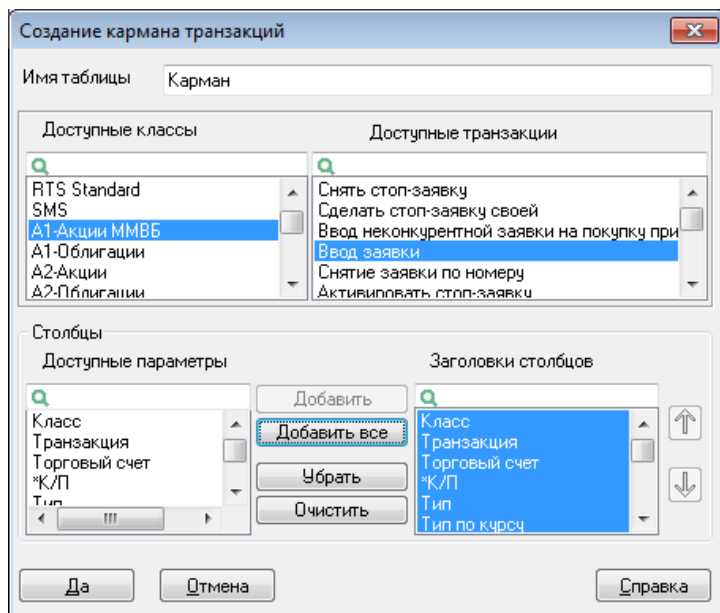 Создание кармана транзакций
Имя таблицы Карман
Доступные классы
RTS Standard
SMS
А1-Акции ММВБ
А1-Облигации
А2-Акции
А2-Облигации
Доступные транзакции
Снять стоп-заявку
Сделать стоп-заявку своей
Ввод неконкурентной заявки на покупку при
Ввод заявки
Снятие заявки по номеру
Активировать стоп-заявку
Столбцы
Доступные параметры
Класс
Транзакция
Торговый счет
*К/П
Тип
Добавить
Добавить все
Убрать
Очистить
Заголовки столбцов
Класс
Транзакция
Торговый счет
*К/П
Тип
Тип по курсу
Да
Отмена
Справка